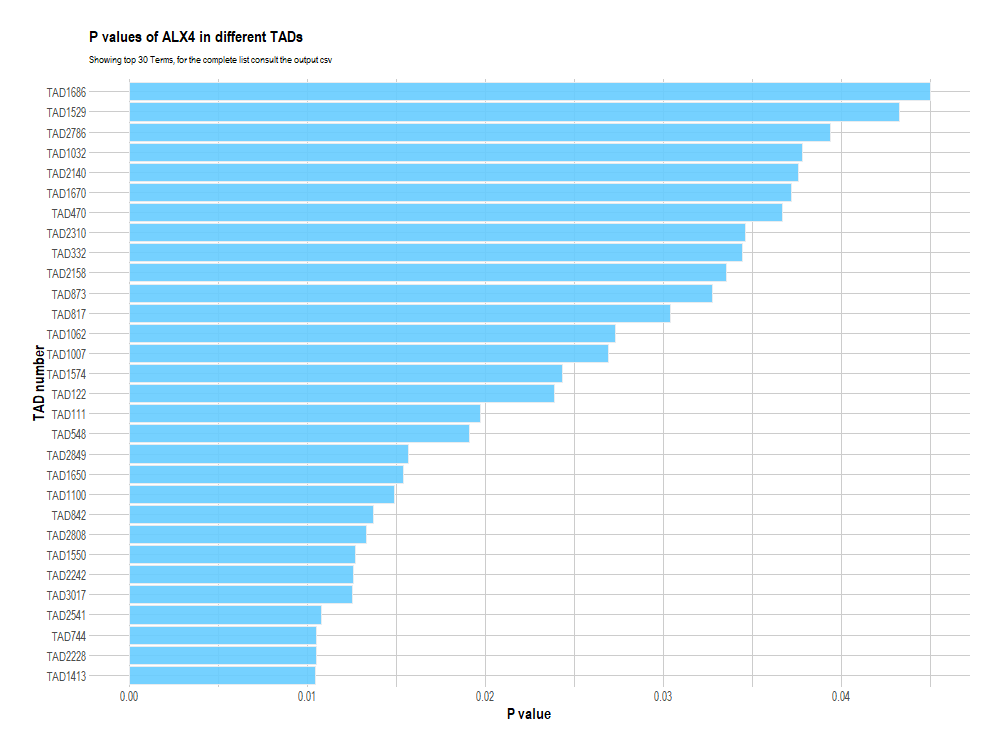 P values of ALX4 in different TADs
Showing top 30 Terms, for the complete list consult the output csv
TAD1686
TAD1529
TAD2786
TAD1032
TAD2140
TAD1670
TAD470
TAD2310
TAD332
TAD2158
TAD873
TAD817
TAD1062
TAD1007
TAD1574
TAD122
TAD111
TAD548
TAD2849
TAD1650
TAD1100
TAD842
TAD2808
TAD1550
TAD2242
TAD3017
TAD2541
TAD744
TAD2228
TAD1413
TAD number
0.00 0.01 0.02 0.03 0.04
P value